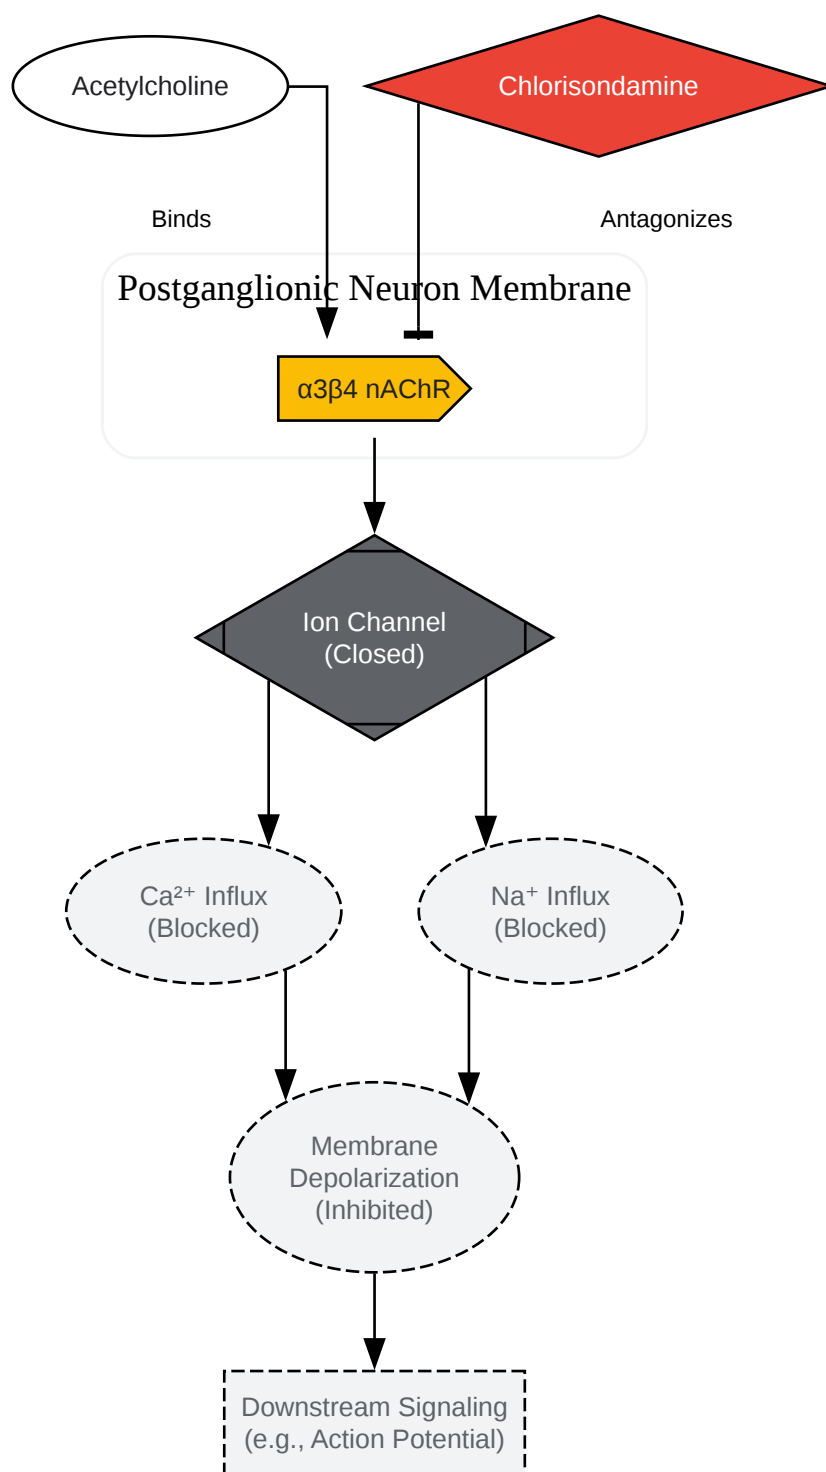 Acetylcholine
Chlorisondamine
Binds
Antagonizes
Postganglionic Neuron Membrane
α3β4 nAChR
Ion Channel
(Closed)
Ca²⁺ Influx
(Blocked)
Na⁺ Influx
(Blocked)
Membrane
Depolarization
(Inhibited)
Downstream Signaling
(e.g., Action Potential)